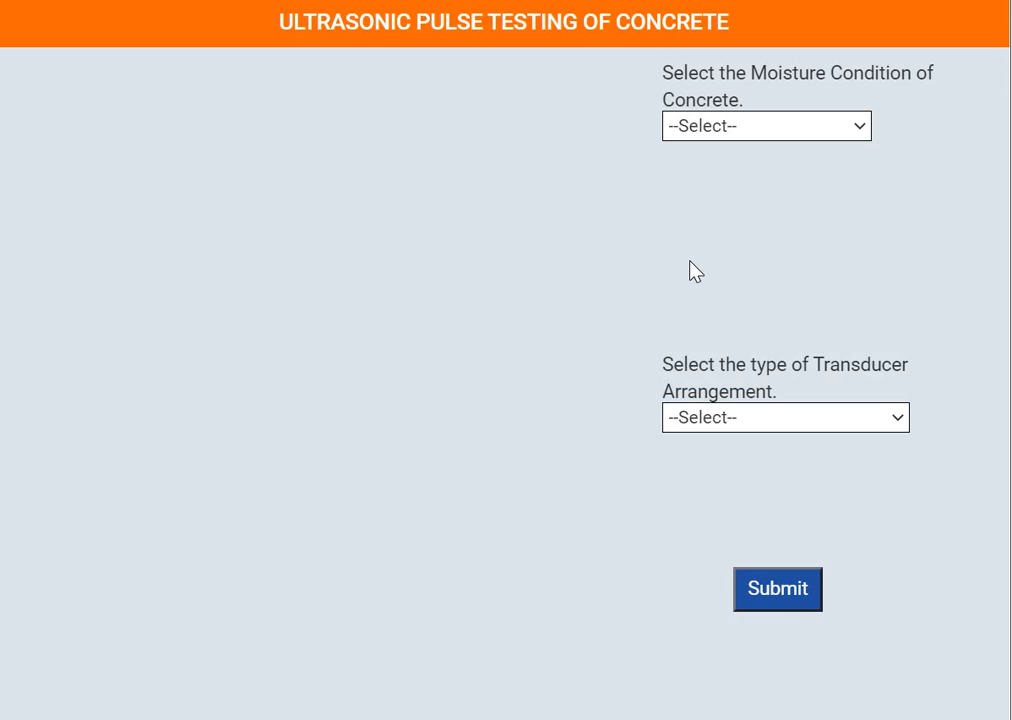 ULTRASONIC PULSE TESTING OF CONCRETE
Select the Moisture Condition of
Concrete.
--Select--
Select the type of Transducer
Arrangement.
--Select--
Submit